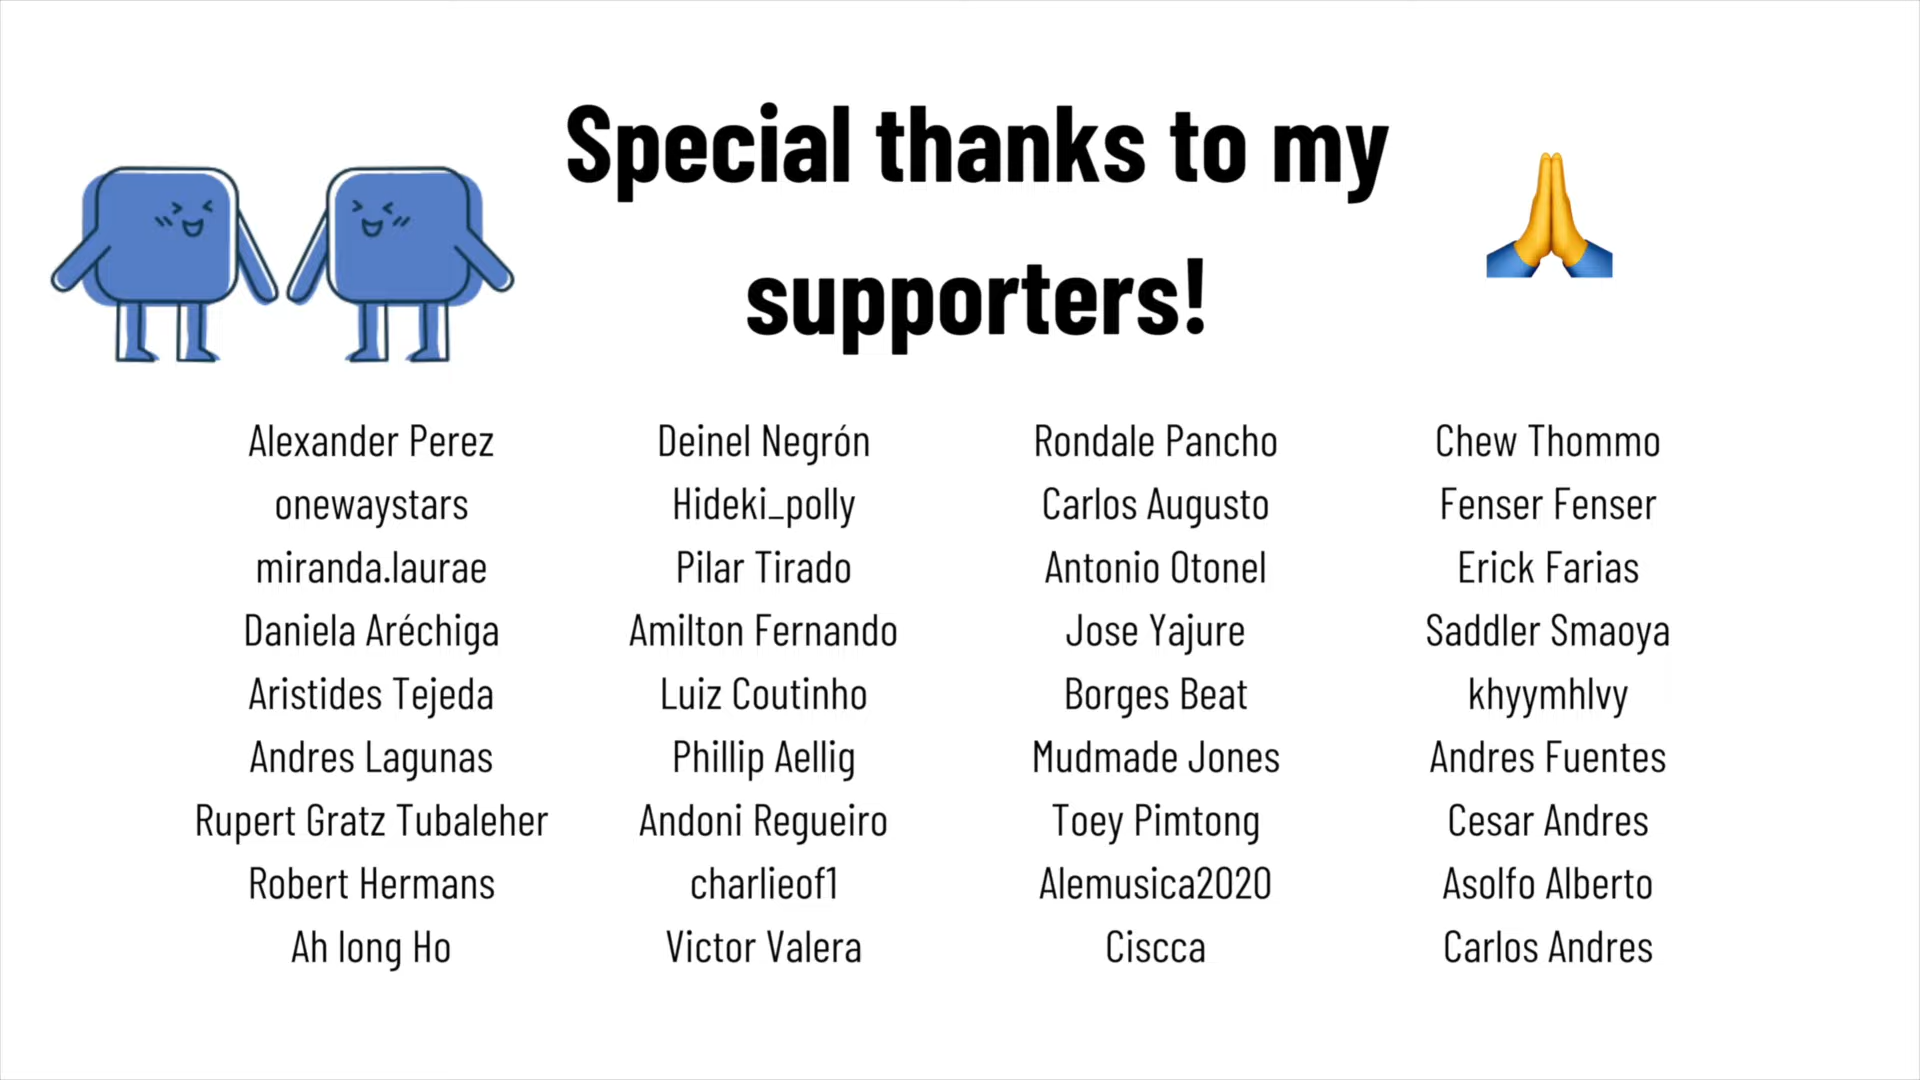 Special thanks to my
supporters!
Alexander Perez
onewaystars
miranda.laurae
Daniela Aréchiga
Aristides Tejeda
Andres Lagunas
Rupert Gratz Tubaleher
Robert Hermans
Ah long Ho
Deinel Negrón
Hideki_polly
Pilar Tirado
Amilton Fernando
Luiz Coutinho
Phillip Aellig
Andoni Regueiro
charlieof1
Victor Valera
Rondale Pancho
Carlos Augusto
Antonio Otonel
Jose Yajure
Borges Beat
Mudmade Jones
Toey Pimtong
Alemusica2020
Ciscca
Chew Thommo
Fenser Fenser
Erick Farias
Saddler Smaoya
khyymhlvy
Andres Fuentes
Cesar Andres
Asolfo Alberto
Carlos Andres